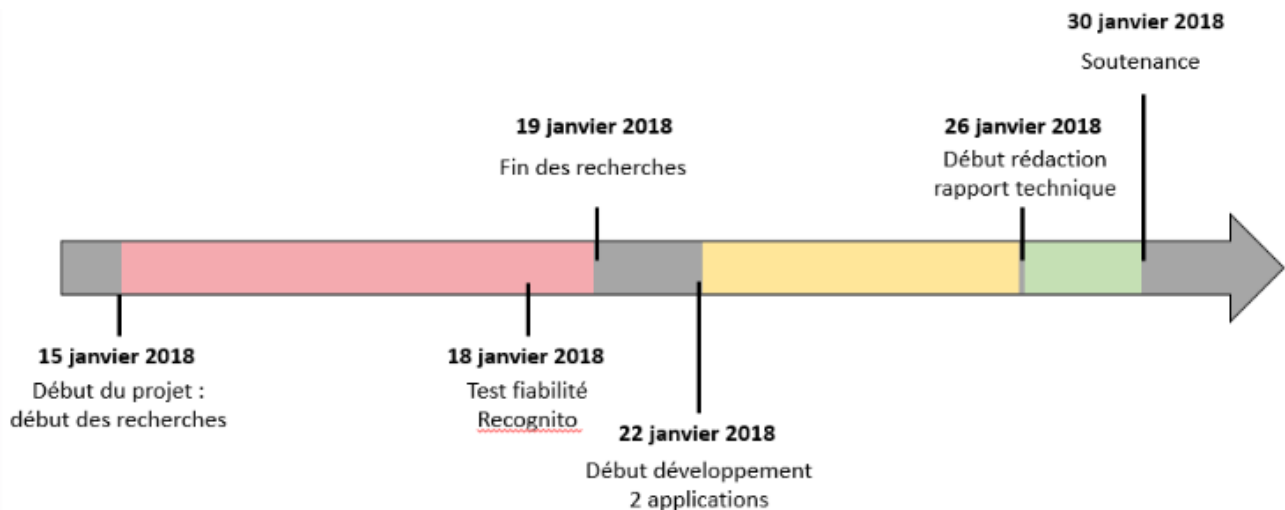 30 janvier 2018
Soutenance
19 janvier 2018
Fin des recherches
26 janvier 2018
Début rédaction
rapport technique
15 janvier 2018
Début du projet :
début des recherches
18 janvier 2018
Test fiabilité
Recognito
22 janvier 2018
Début développement
2 applications